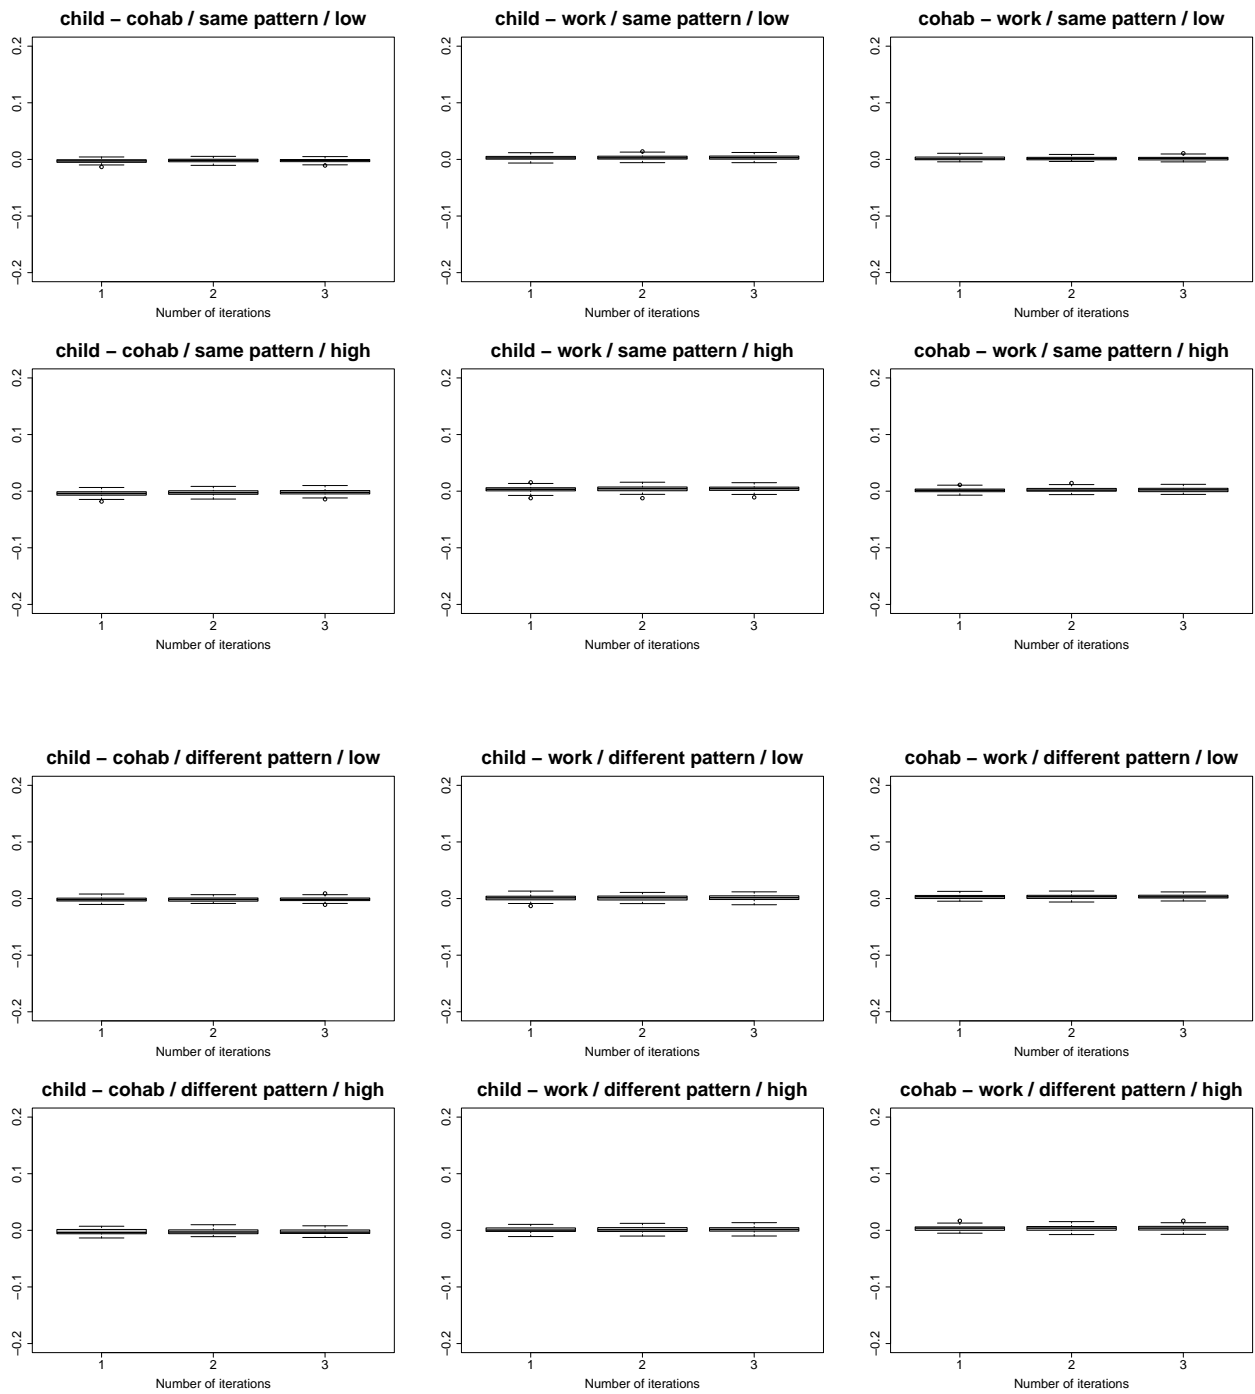 child – cohab / same pattern / low
child – work / same pattern / low
cohab – work / same pattern / low
0.2
0.1
0.0
−0.1
−0.2
1 2 3
Number of iterations
0.2
0.1
0.0
−0.1
−0.2
1 2 3
Number of iterations
0.2
0.1
0.0
−0.1
−0.2
1 2 3
Number of iterations
child – cohab / same pattern / high
child – work / same pattern / high
cohab – work / same pattern / high
0.2
0.1
0.0
−0.1
−0.2
1 2 3
Number of iterations
0.2
0.1
0.0
−0.1
−0.2
1 2 3
Number of iterations
0.2
0.1
0.0
−0.1
−0.2
1 2 3
Number of iterations
child – cohab / different pattern / low
child – work / different pattern / low
cohab – work / different pattern / low
0.2
0.1
0.0
−0.1
−0.2
1 2 3
Number of iterations
0.2
0.1
0.0
−0.1
−0.2
1 2 3
Number of iterations
0.2
0.1
0.0
−0.1
−0.2
1 2 3
Number of iterations
child – cohab / different pattern / high
child – work / different pattern / high
cohab – work / different pattern / high
0.2
0.1
0.0
−0.1
−0.2
1 2 3
Number of iterations
0.2
0.1
0.0
−0.1
−0.2
1 2 3
Number of iterations
0.2
0.1
0.0
−0.1
−0.2
1 2 3
Number of iterations